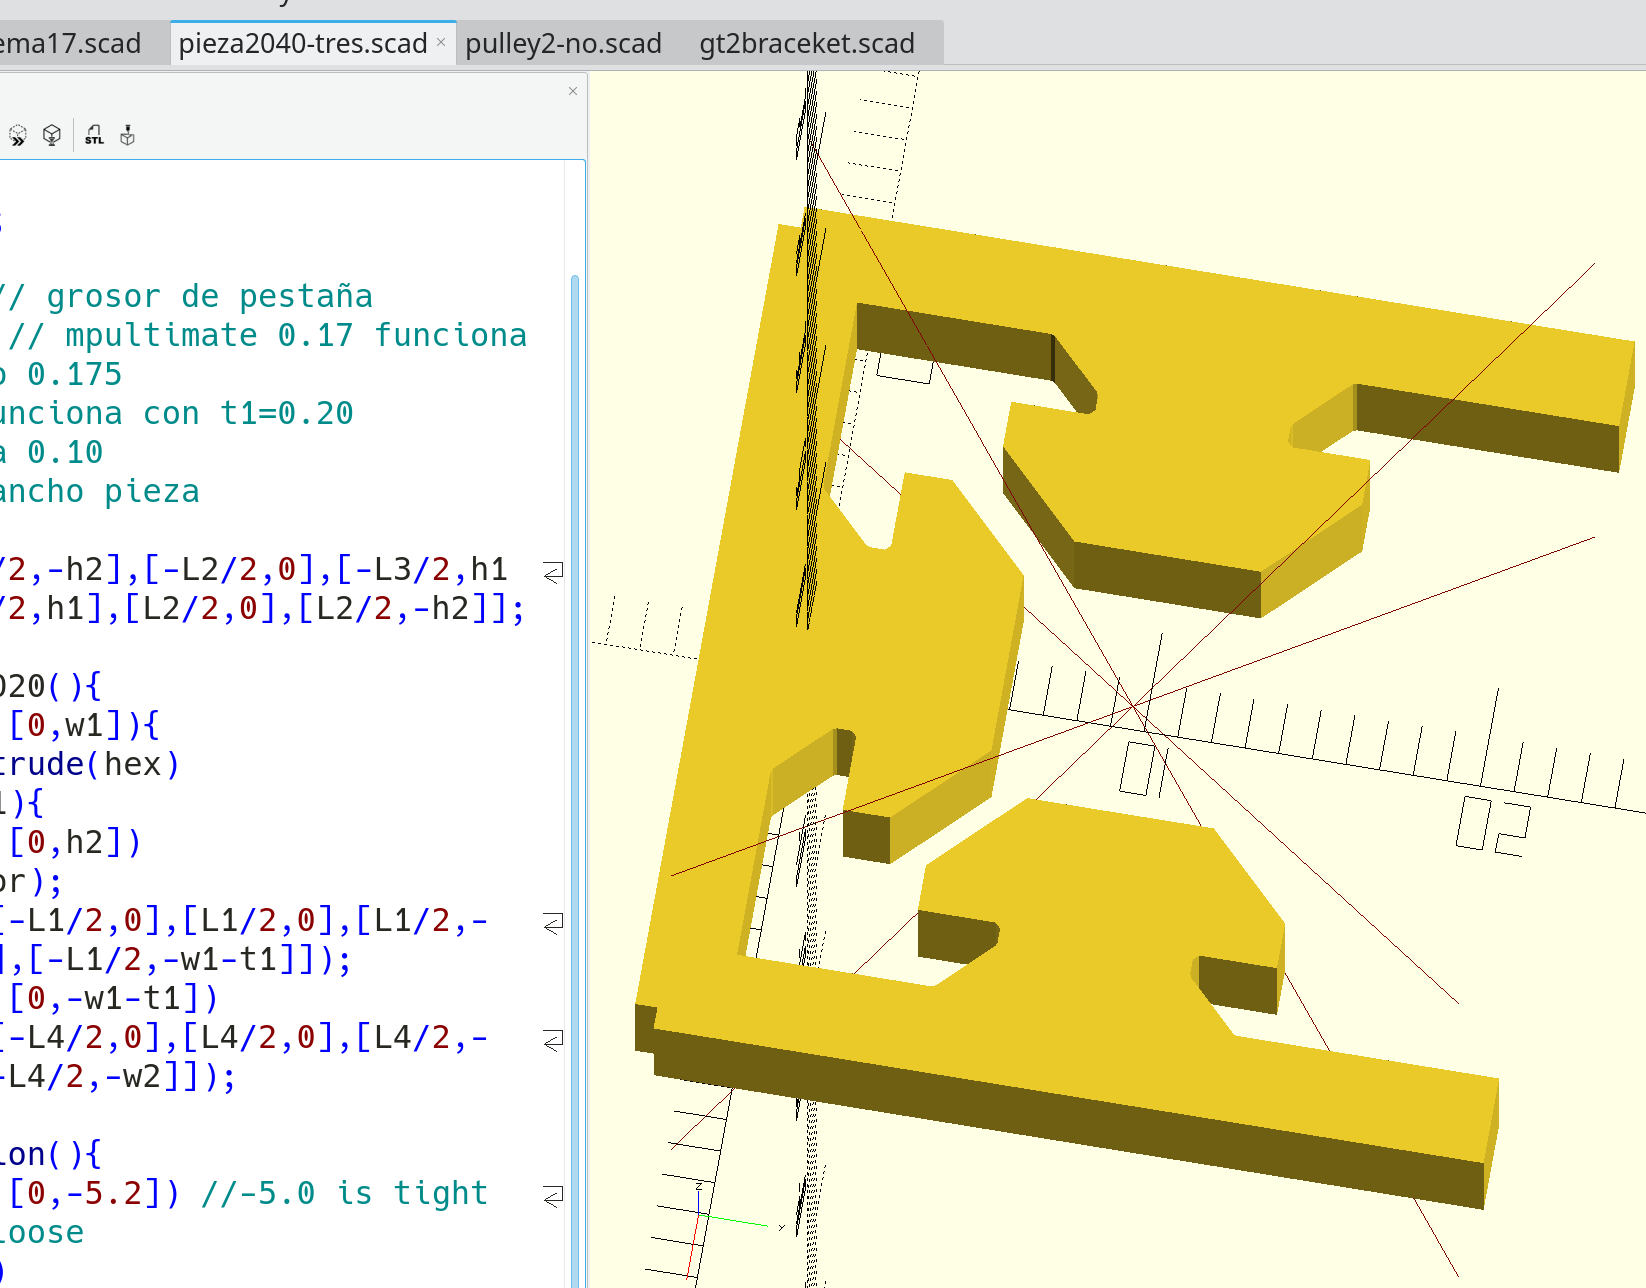 ema17.scad
pieza2040-tres.scad ×
pulley2-no.scad
gt2braceket.scad
×
STL
// grosor de pestaña
// mpultimate 0.17 funciona
o 0.175
unciona con t1=0.20
a 0.10
ancho pieza
/2,-h2],[-L2/2,0],[-L3/2,h1
/2,h1],[L2/2,0],[L2/2,-h2]];
020(){
[0,w1]){
trude(hex)
1){
[0,h2])
or);
[-L1/2,0],[L1/2,0],[L1/2,-
],[-L1/2,-w1-t1]]);
[0,-w1-t1])
[-L4/2,0],[L4/2,0],[L4/2,-
-L4/2,-w2]]);
ion(){
[0,-5.2]) //-5.0 is tight
loose
)
z
y